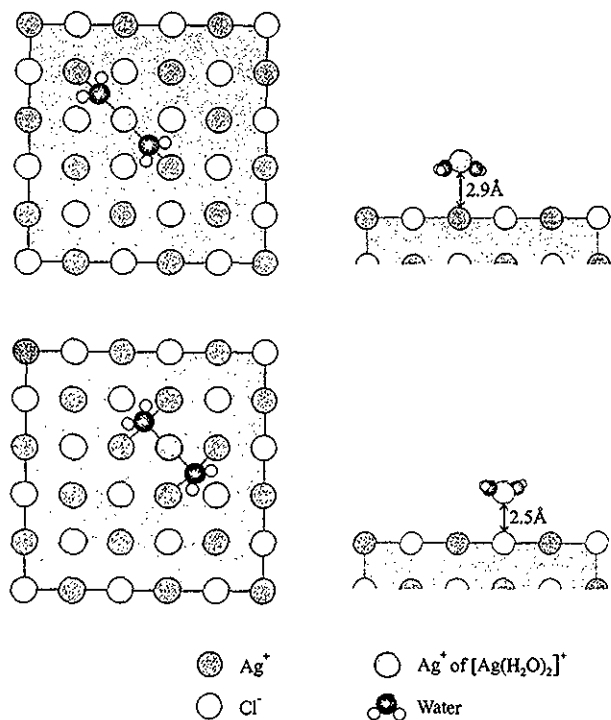 2.9Å
2.5Å
Ag⁺
Ag⁺ of [Ag(H₂O)₂]⁺
Cl⁻
Water